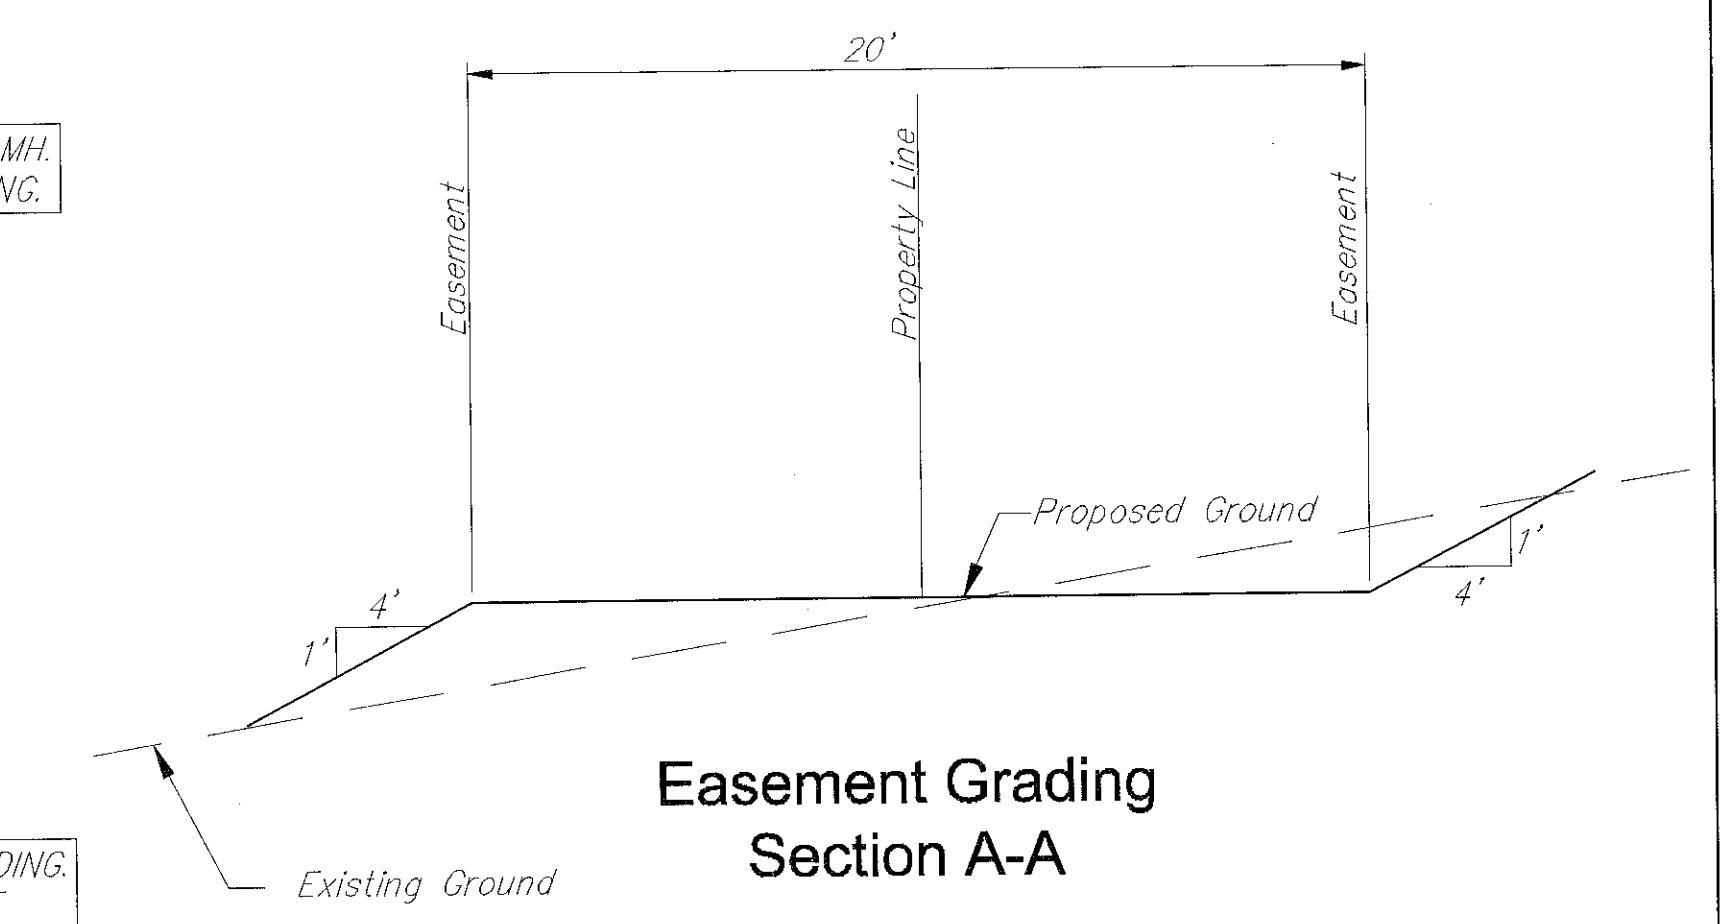 20'
MH.
NG.
Easement
Property Line
Easement
Proposed Ground
4'
1'
1'
4'
Easement Grading
Section A-A
DING.
Existing Ground